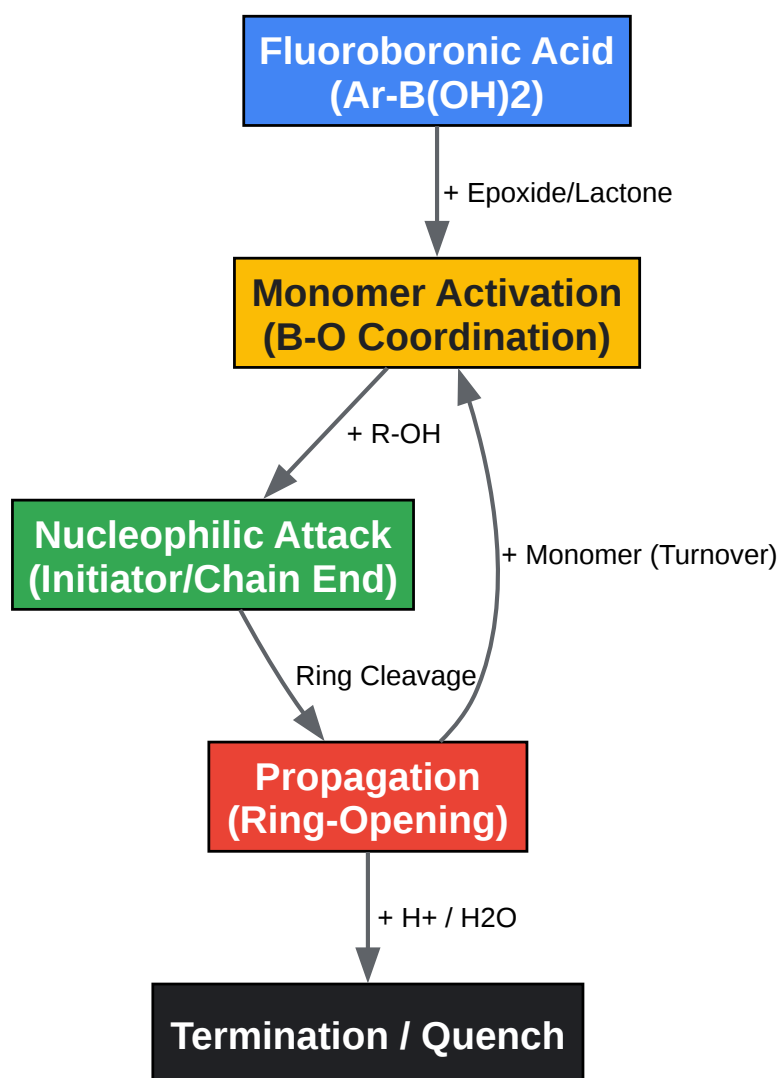 Fluoroboronic Acid
(Ar-B(OH)2)
+ Epoxide/Lactone
Monomer Activation
(B-O Coordination)
+ R-OH
Nucleophilic Attack
(Initiator/Chain End)
+ Monomer (Turnover)
Ring Cleavage
Propagation
(Ring-Opening)
+ H+ / H2O
Termination / Quench